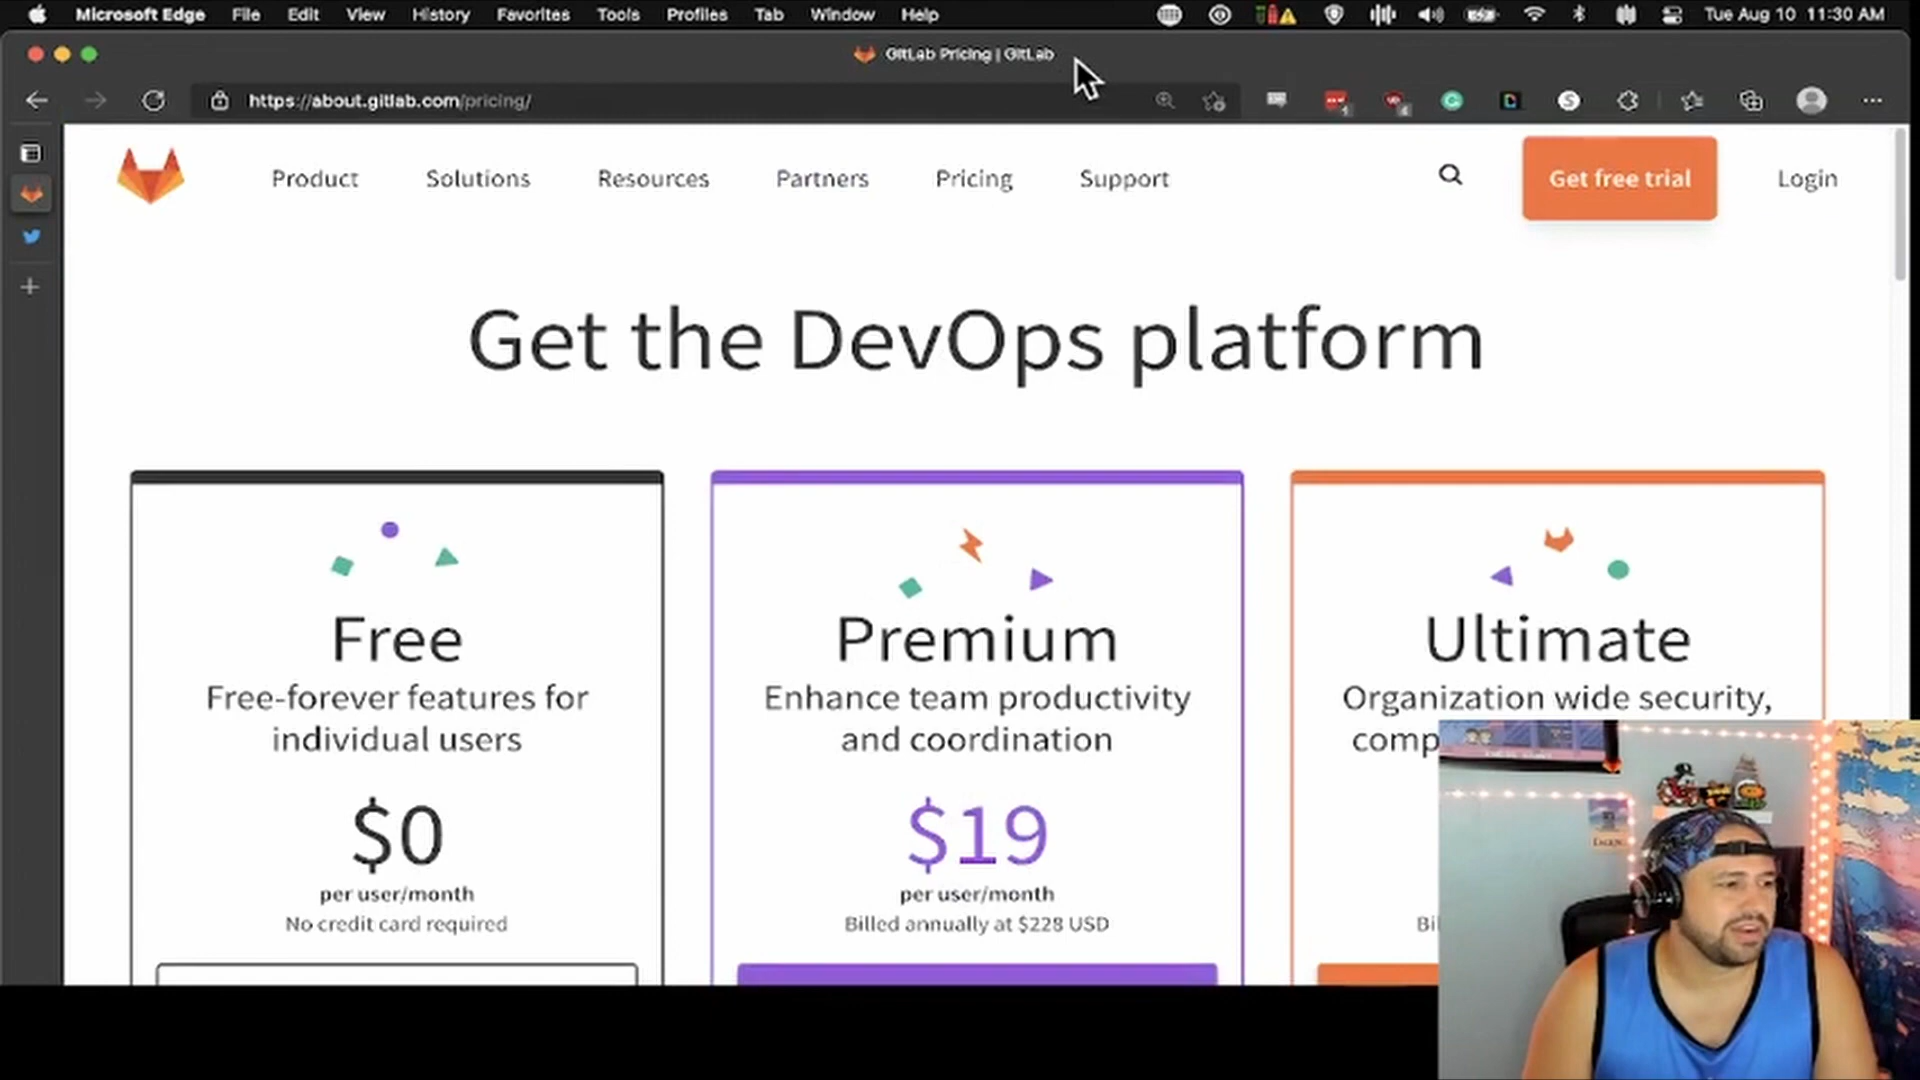 Microsoft Edge File Edit View History Favorites Tools Profiles Tab Window Help Tue Aug 10 11:30 AM
GitLab Pricing | GitLab
https://about.gitlab.com/pricing/
Product Solutions Resources Partners Pricing Support Get free trial Login
Get the DevOps platform
Free
Free-forever features for
individual users
$0
per user/month
No credit card required
Premium
Enhance team productivity
and coordination
$19
per user/month
Billed annually at $228 USD
Ultimate
Organization wide security,
comp
Bil